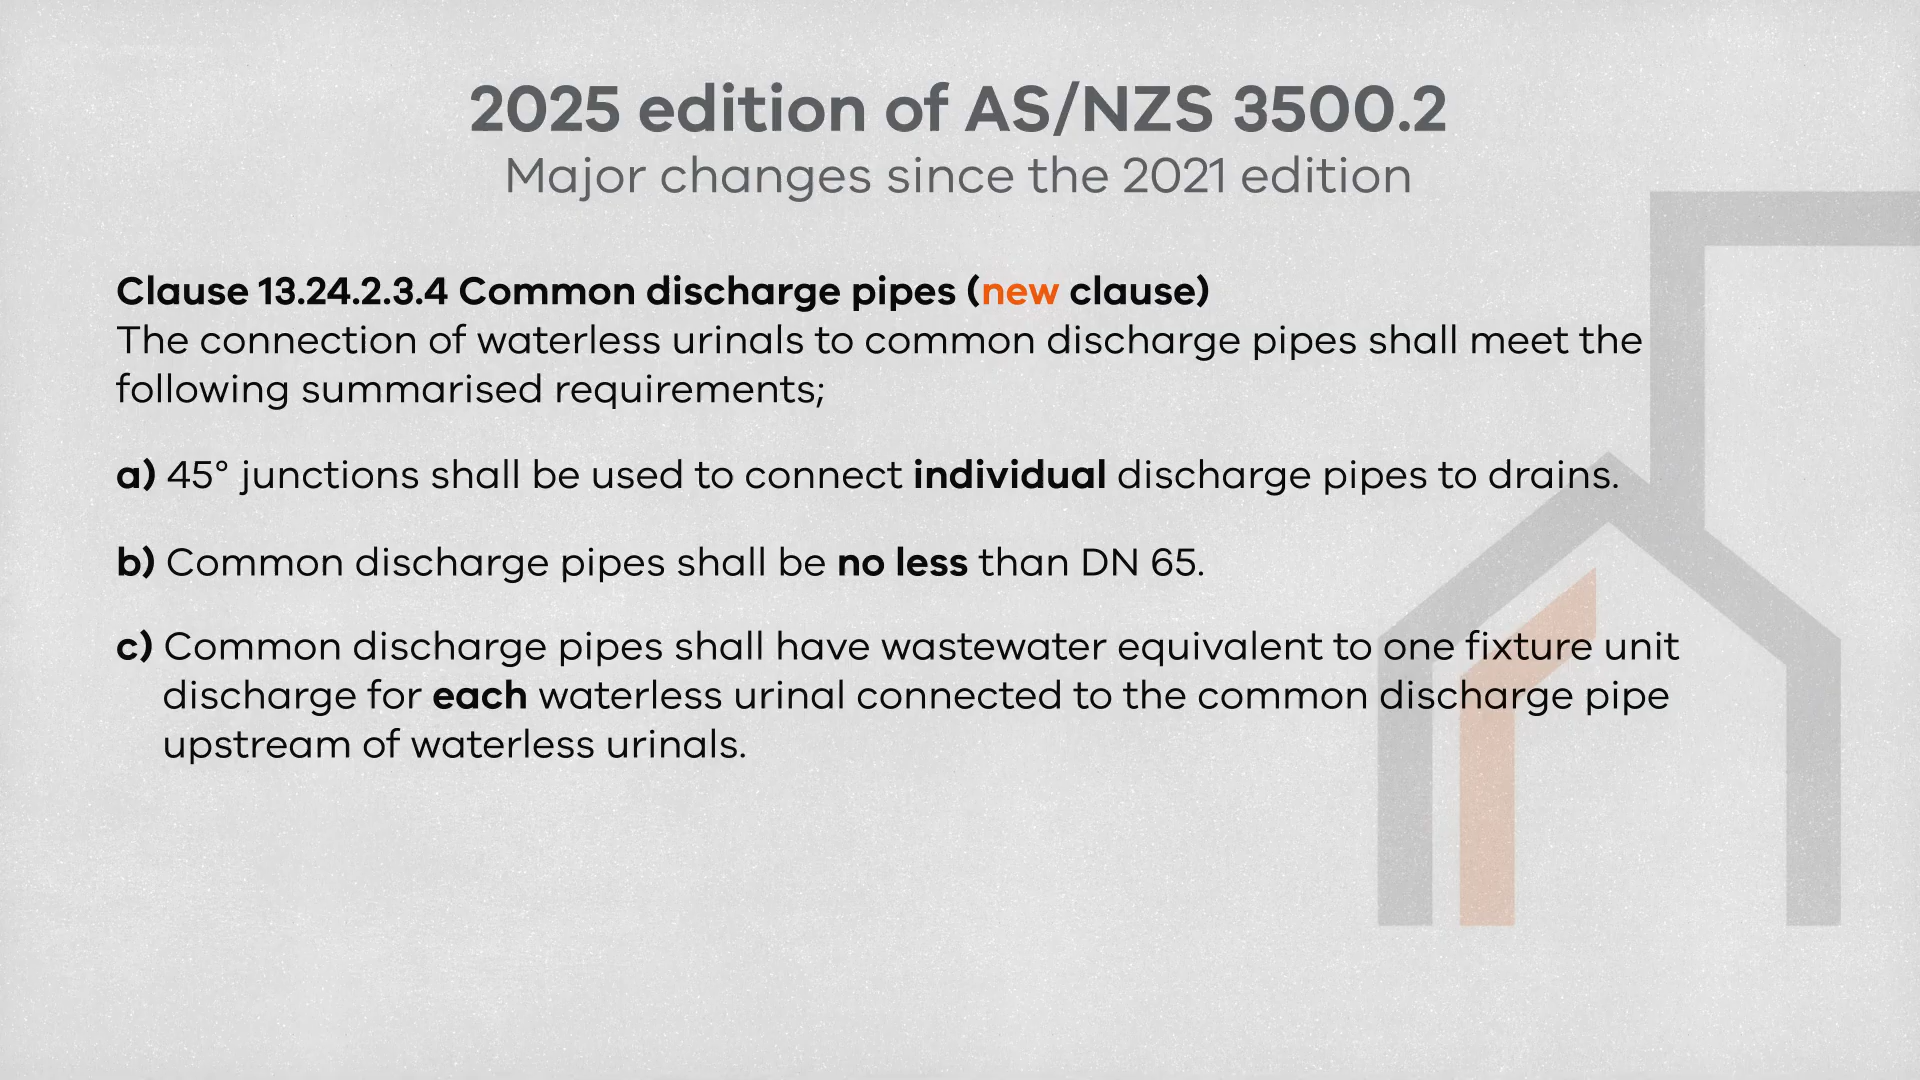 2025 edition of AS/NZS 3500.2
Major changes since the 2021 edition
Clause 13.24.2.3.4 Common discharge pipes (new clause)
The connection of waterless urinals to common discharge pipes shall meet the
following summarised requirements;
a) 45° junctions shall be used to connect individual discharge pipes to drains.
b) Common discharge pipes shall be no less than DN 65.
c) Common discharge pipes shall have wastewater equivalent to one fixture unit
discharge for each waterless urinal connected to the common discharge pipe
upstream of waterless urinals.